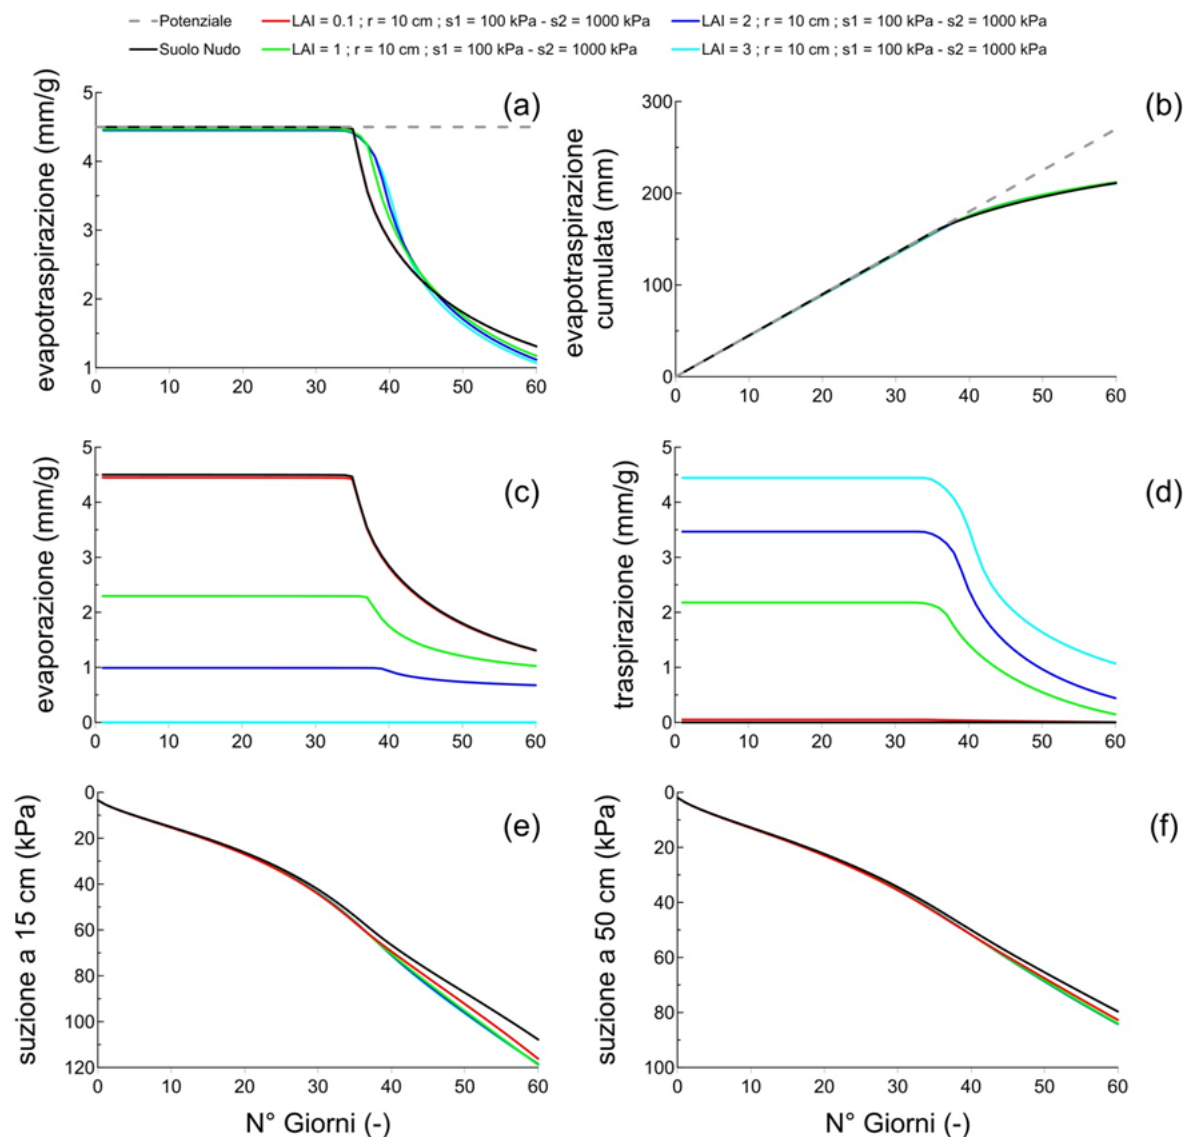 Potenziale LAI = 0.1 ; r = 10 cm ; s1 = 100 kPa - s2 = 1000 kPa LAI = 2 ; r = 10 cm ; s1 = 100 kPa - s2 = 1000 kPa
Suolo Nudo LAI = 1 ; r = 10 cm ; s1 = 100 kPa - s2 = 1000 kPa LAI = 3 ; r = 10 cm ; s1 = 100 kPa - s2 = 1000 kPa
(a)
evapotraspirazione (mm/g)
5
4
3
2
1
0 10 20 30 40 50 60
(b)
evapotraspirazione
cumulata (mm)
300
200
100
0
0 10 20 30 40 50 60
(c)
evaporazione (mm/g)
5
4
3
2
1
0
0 10 20 30 40 50 60
(d)
traspirazione (mm/g)
5
4
3
2
1
0
0 10 20 30 40 50 60
(e)
suzione a 15 cm (kPa)
0
20
40
60
80
100
120
0 10 20 30 40 50 60
N° Giorni (-)
(f)
suzione a 50 cm (kPa)
0
20
40
60
80
100
0 10 20 30 40 50 60
N° Giorni (-)